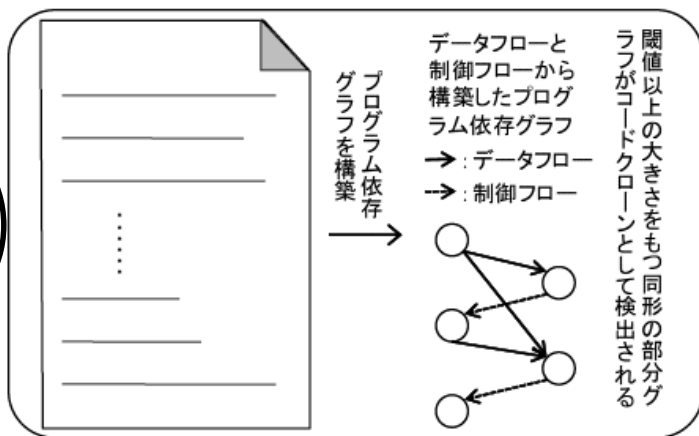 プログラム依存
グラフを構築
データフローと
制御フローから
構築したプログ
ラム依存グラフ
→:データフロー
⇢:制御フロー
閾値以上の大きさをもつ同形の部分グ
ラフがコードクローンとして検出される